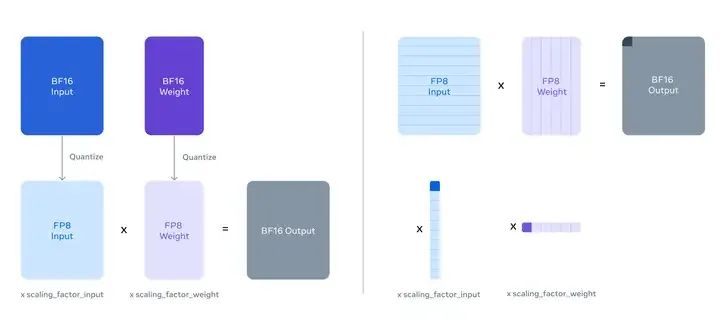 BF16
Input
BF16
Weight
Quantize
Quantize
FP8
Input
x
FP8
Weight
=
BF16 Output
x scaling_factor_input
x scaling_factor_weight
FP8
Input
x
FP8
Weight
=
BF16
Output
x
x
x scaling_factor_input
x scaling_factor_weight